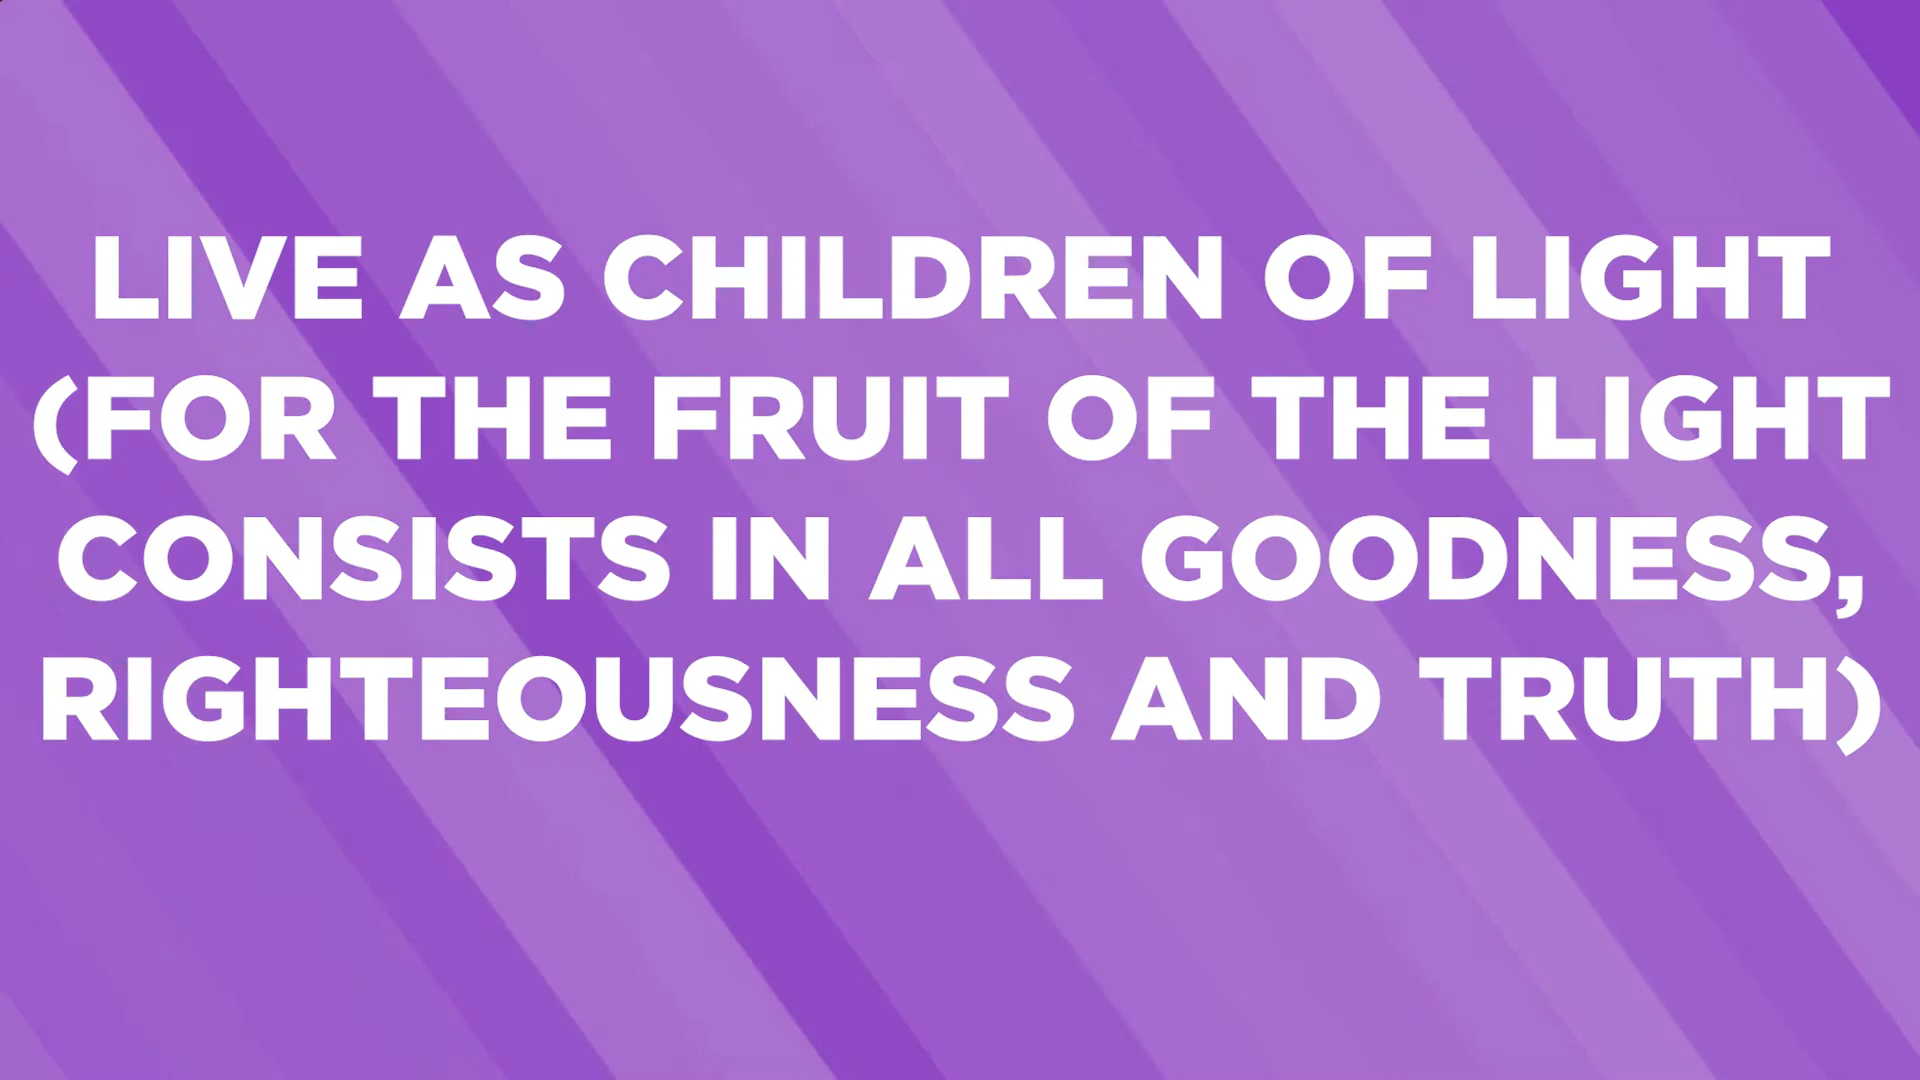 LIVE AS CHILDREN OF LIGHT
(FOR THE FRUIT OF THE LIGHT
CONSISTS IN ALL GOODNESS,
RIGHTEOUSNESS AND TRUTH)